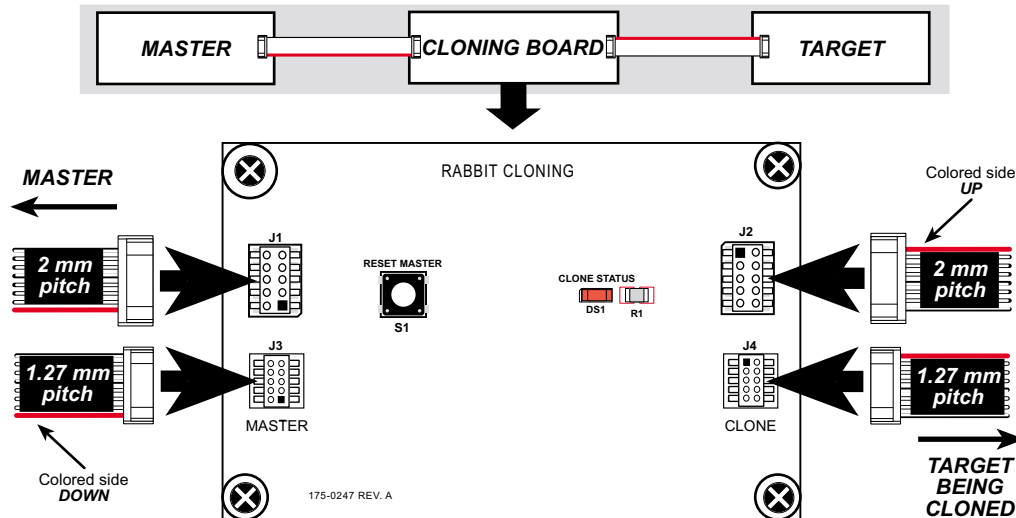 MASTER
CLONING BOARD
TARGET
RABBIT CLONING
MASTER
Colored side
UP
J1
J2
2 mm
pitch
RESET MASTER
S1
CLONE STATUS
DS1
R1
2 mm
pitch
J3
J4
1.27 mm
pitch
1.27 mm
pitch
MASTER
CLONE
Colored side
DOWN
175-0247 REV. A
TARGET
BEING
CLONED